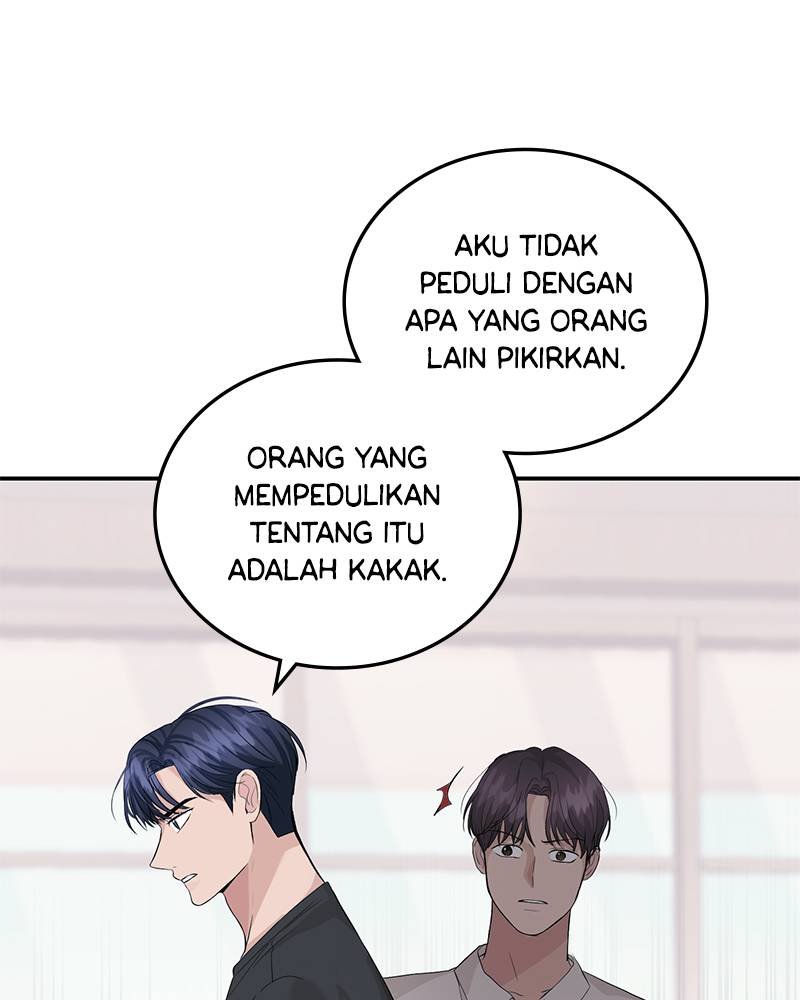 AKU TIDAK
PEDULI DENGAN
APA YANG ORANG
LAIN PIKIRKAN.
ORANG YANG
MEMPEDULIKAN
TENTANG ITU
ADALAH KAKAK.